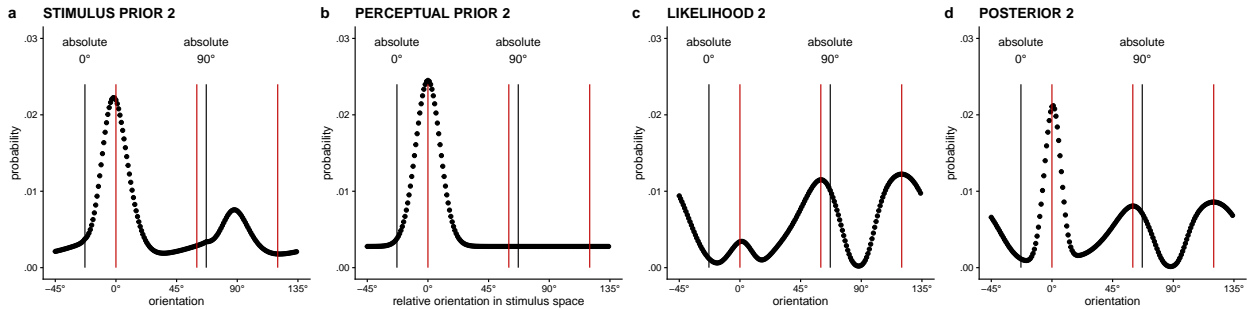 a STIMULUS PRIOR 2
.03
.02
.01
.00
probability
absolute
0°
absolute
90°
−45° 0° 45° 90° 135°
orientation
b PERCEPTUAL PRIOR 2
.03
.02
.01
.00
probability
absolute
0°
absolute
90°
−45° 0° 45° 90° 135°
relative orientation in stimulus space
c LIKELIHOOD 2
.03
.02
.01
.00
probability
absolute
0°
absolute
90°
−45° 0° 45° 90° 135°
orientation
d POSTERIOR 2
.03
.02
.01
.00
probability
absolute
0°
absolute
90°
−45° 0° 45° 90° 135°
orientation